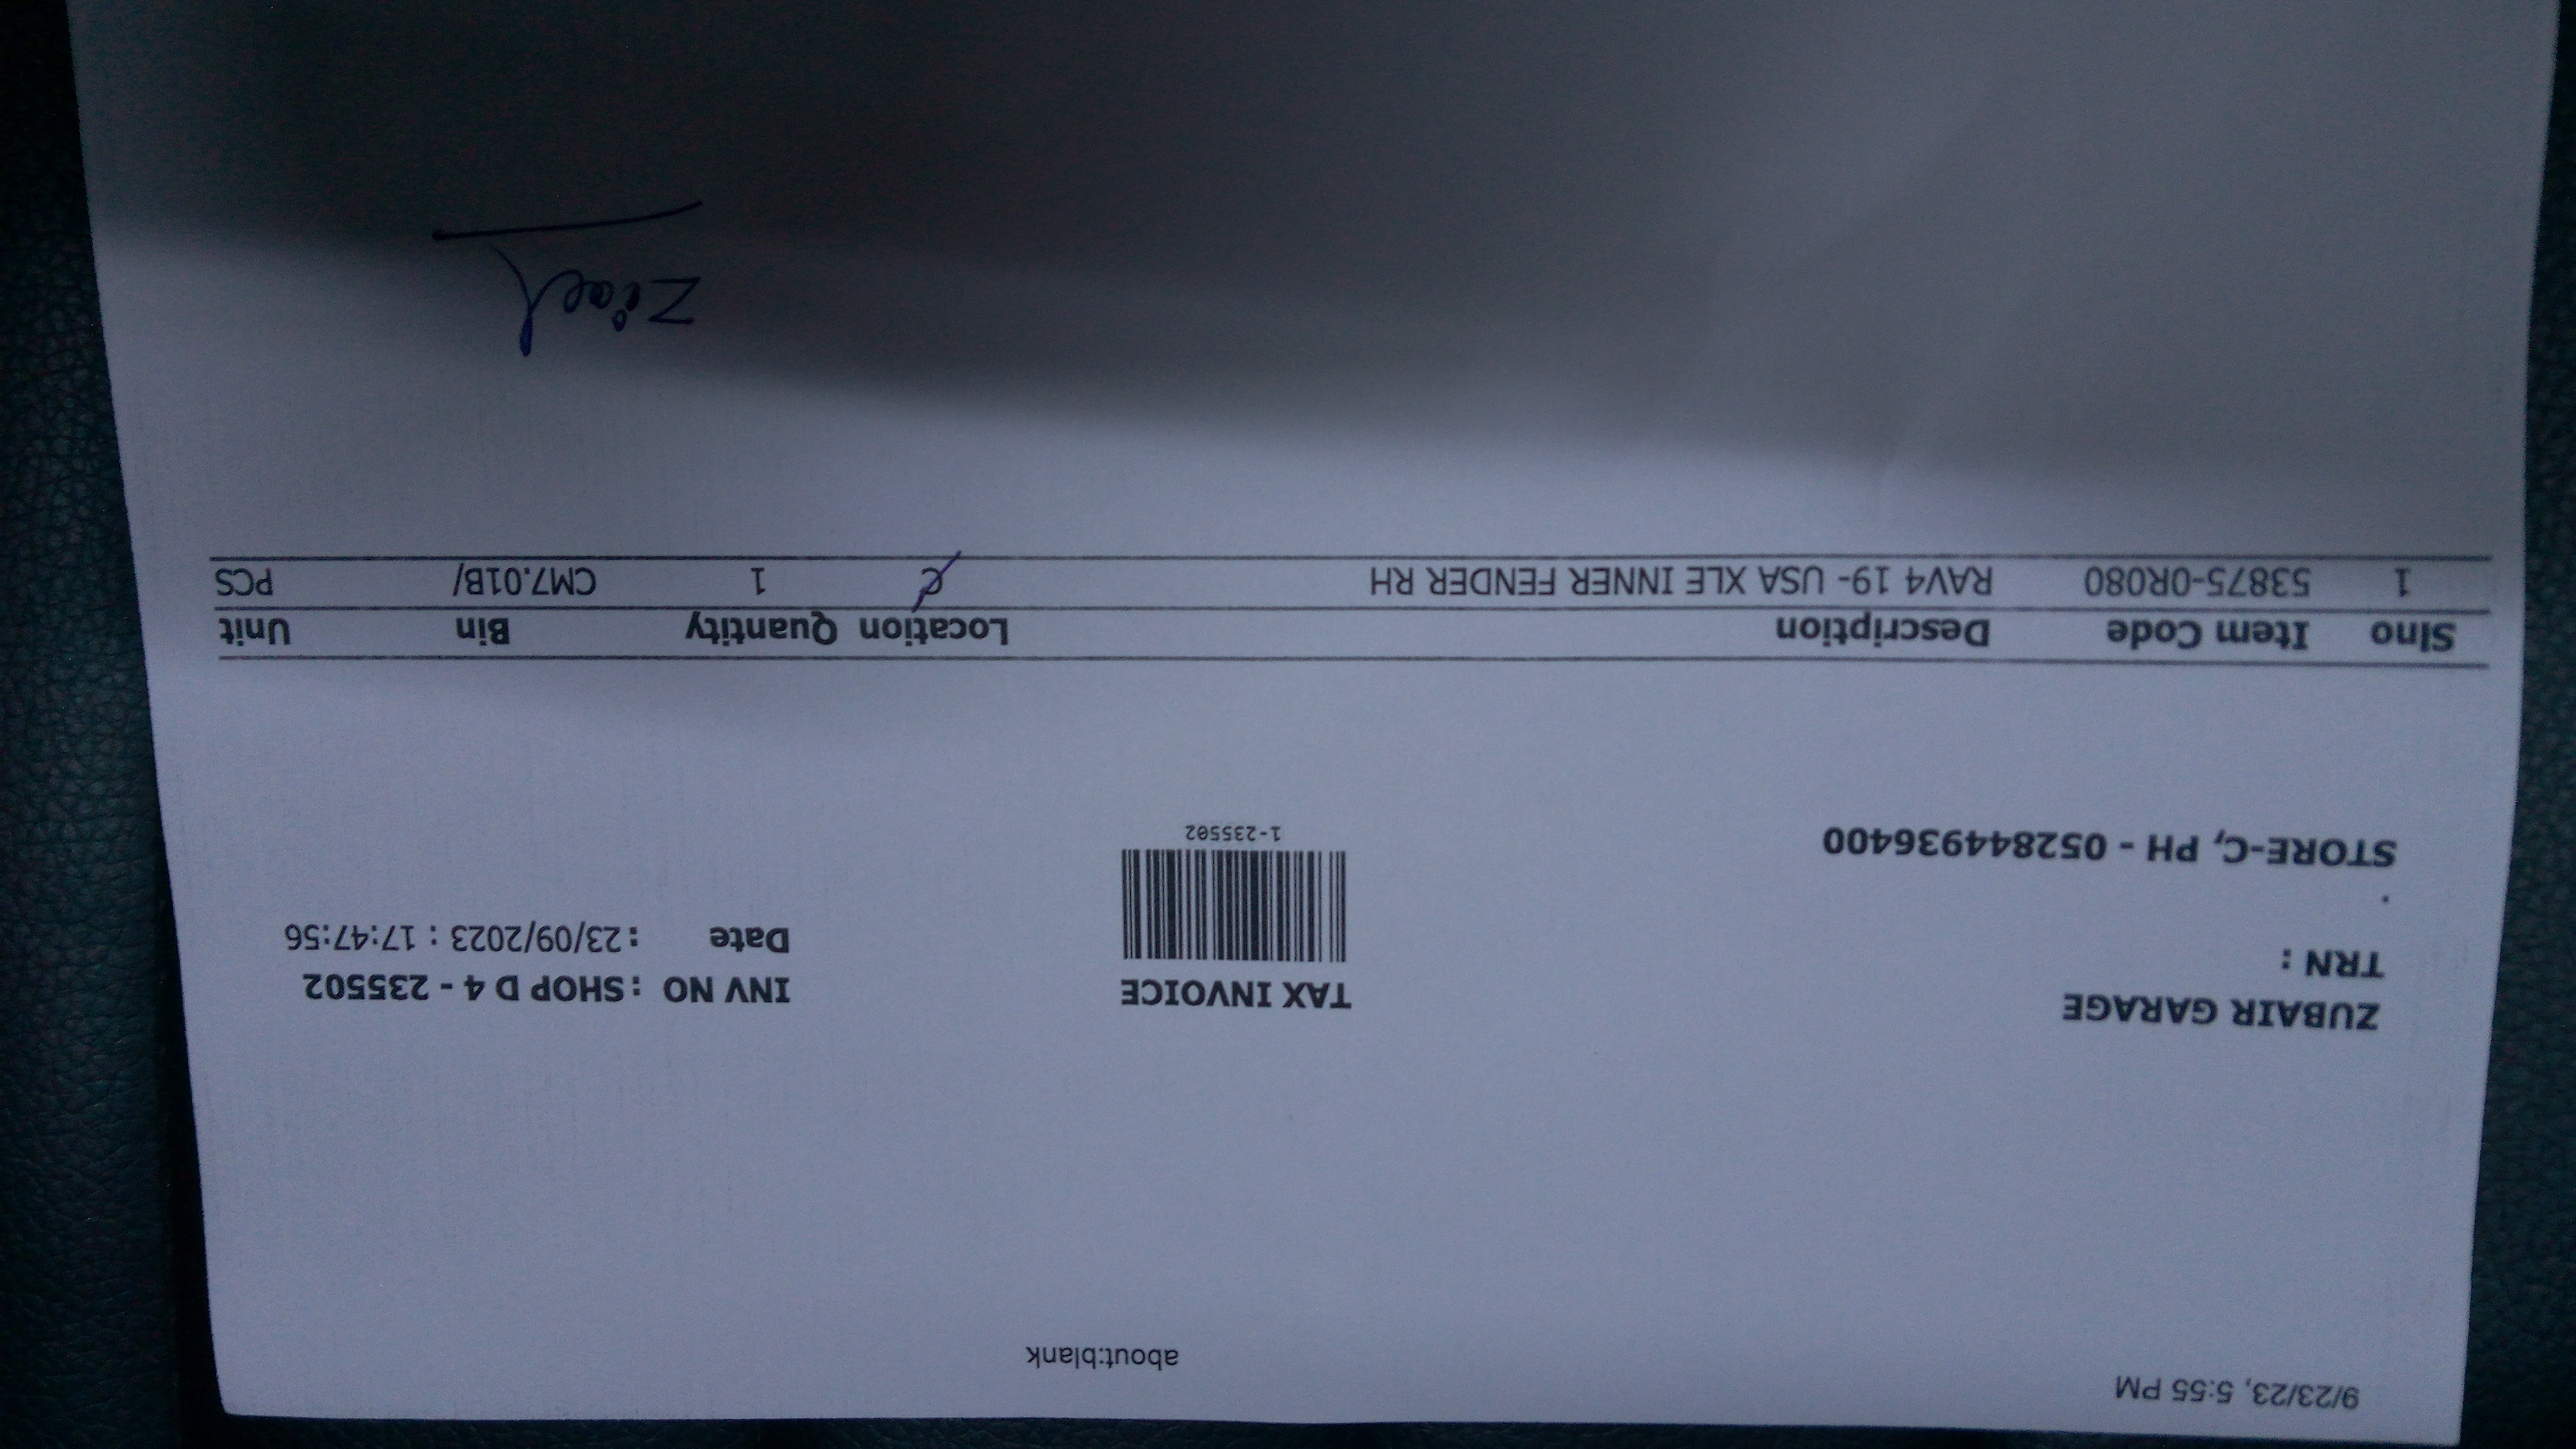 9/23/23, 5:55 PM
about:blank
ZUBAIR GARAGE
TRN :
.
STORE-C, PH - 052844936400
TAX INVOICE
1-235502
INV NO : SHOP D 4 - 235502
Date : 23/09/2023 : 17:47:56
Slno Item Code Description Location Quantity Bin Unit
1 53875-0R080 RAV4 19- USA XLE INNER FENDER RH C 1 CM7.01B/ PCS